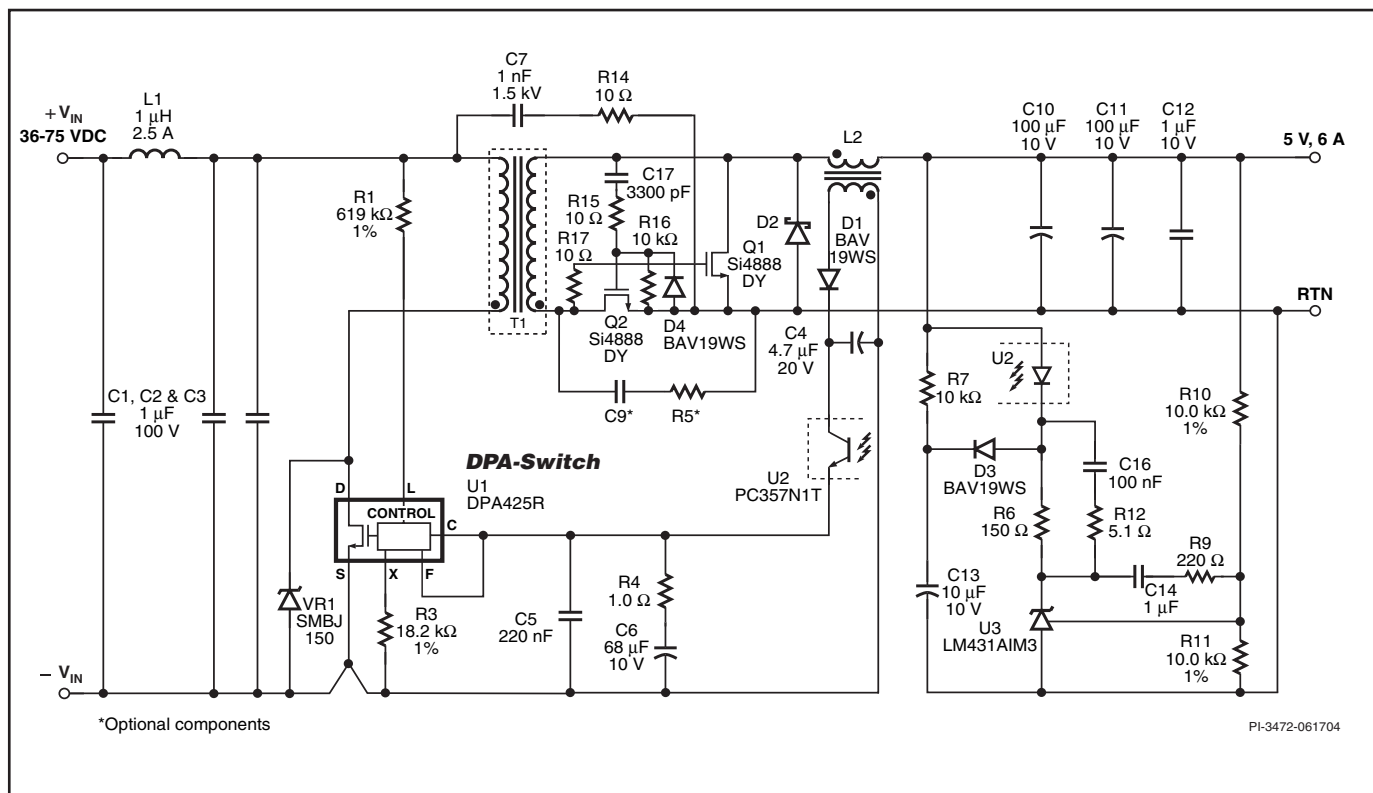 C7
1 nF
1.5 kV
R14
10 Ω
+ VIN
36-75 VDC
L1
1 µH
2.5 A
C10
100 µF
10 V
C11
100 µF
10 V
C12
1 µF
10 V
5 V, 6 A
L2
R1
619 kΩ
1%
C17
3300 pF
R15
10 Ω
R16
10 kΩ
R17
10 Ω
Q1
Si4888
DY
D2
D1
BAV
19WS
RTN
T1
Q2
Si4888
DY
D4
BAV19WS
C4
4.7 µF
20 V
U2
C1, C2 & C3
1 µF
100 V
C9*
R5*
R7
10 kΩ
R10
10.0 kΩ
1%
DPA-Switch
U1
DPA425R
U2
PC357N1T
D3
BAV19WS
C16
100 nF
D
L
CONTROL
C
S
X
F
R6
150 Ω
R12
5.1 Ω
R9
220 Ω
VR1
SMBJ
150
R3
18.2 kΩ
1%
C5
220 nF
R4
1.0 Ω
C6
68 µF
10 V
C13
10 µF
10 V
C14
1 µF
U3
LM431AIM3
R11
10.0 kΩ
1%
− VIN
*Optional components
PI-3472-061704